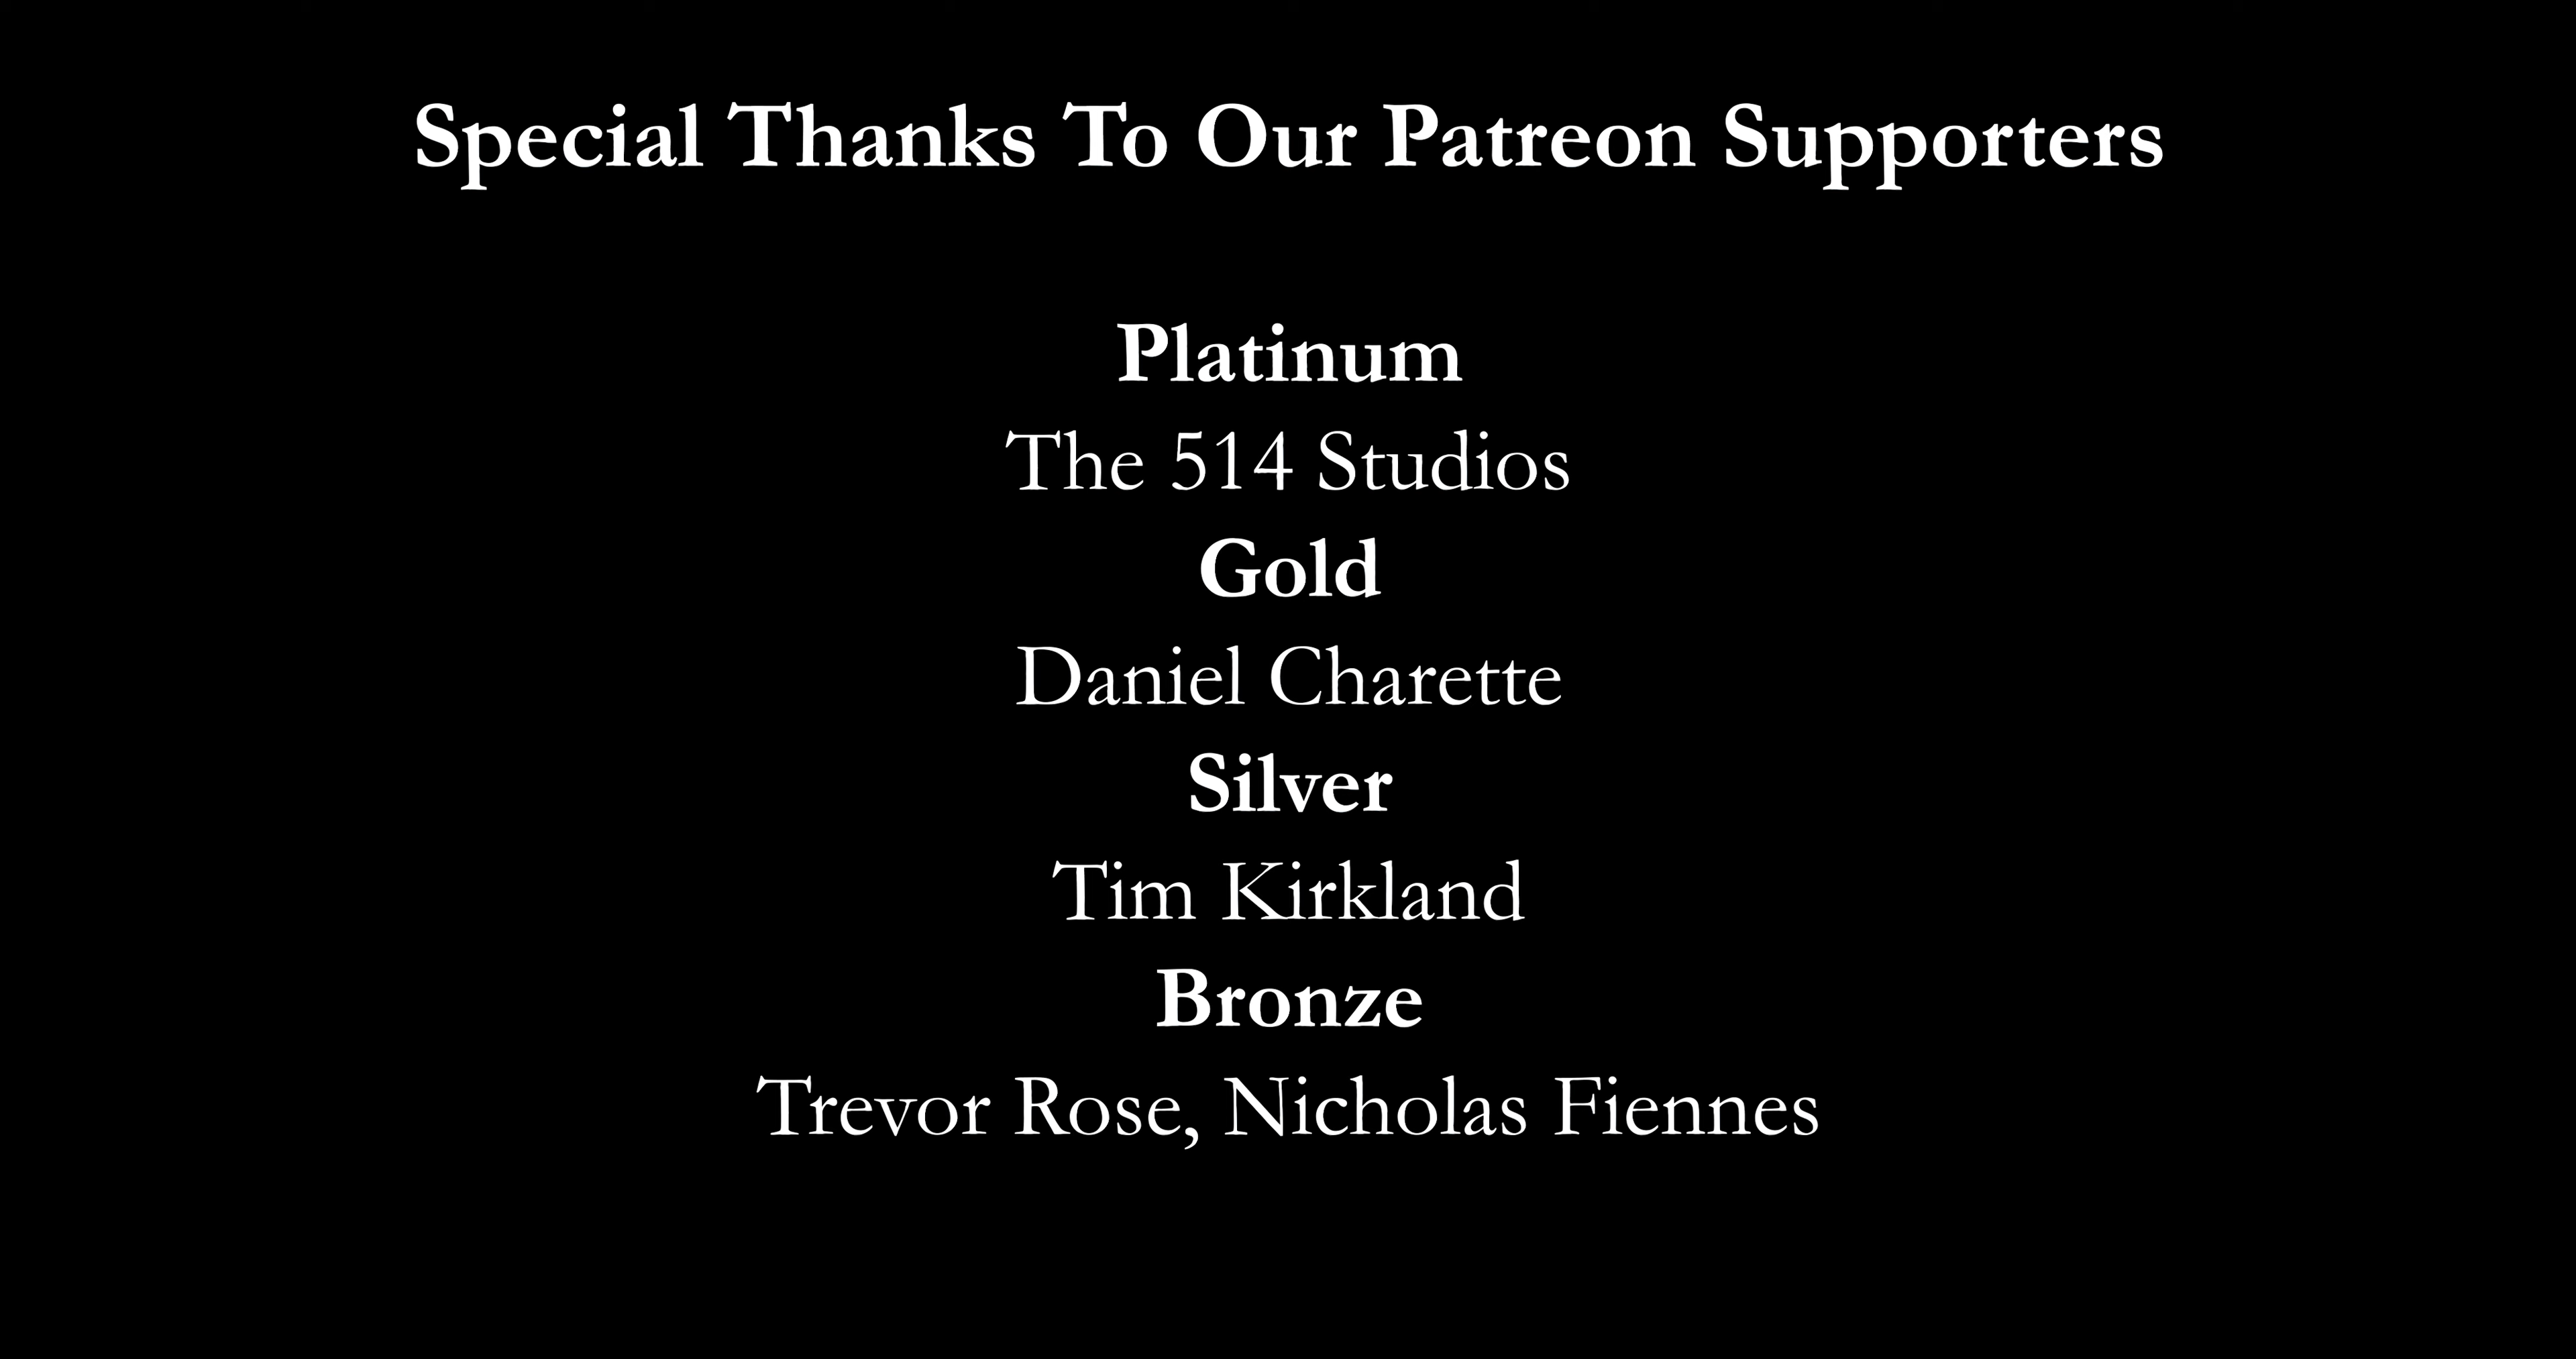 Special Thanks To Our Patreon Supporters
Platinum
The 514 Studios
Gold
Daniel Charette
Silver
Tim Kirkland
Bronze
Trevor Rose, Nicholas Fiennes